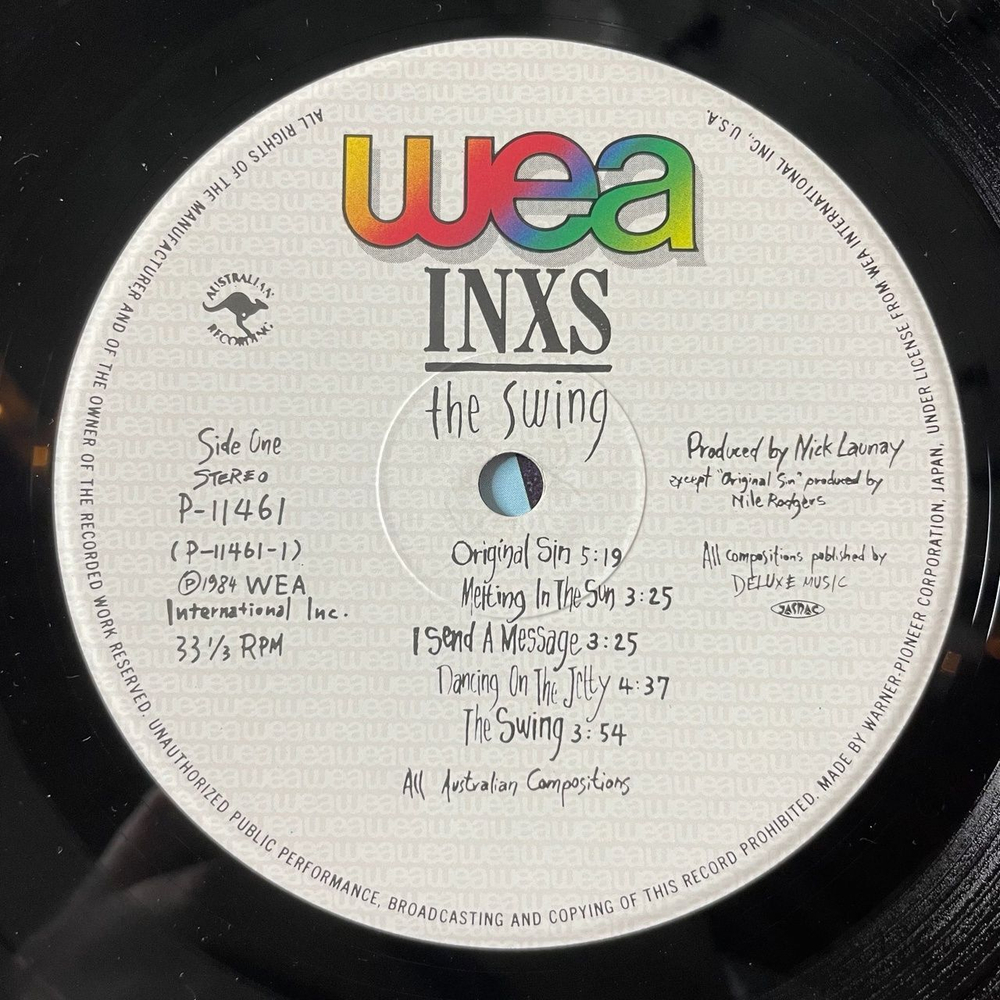 wea
INXS
the Swing
AUSTRALIAN
RECORDING
Side One
STEREO
P-11461
(P-11461-1)
Ⓟ1984 WEA
International Inc.
33 1/3 RPM
Produced by Nick Launay
except "Original Sin" produced by
Nile Rodgers
All compositions published by
DELUXE MUSIC
JASRAC
Original Sin 5:19
Melting In The Sun 3:25
I Send A Message 3:25
Dancing On The Jetty 4:37
The Swing 3:54
All Australian Compositions
ALL RIGHTS OF THE MANUFACTURER AND OF THE OWNER OF THE RECORDED WORK RESERVED. UNAUTHORIZED PUBLIC PERFORMANCE, BROADCASTING AND COPYING OF THIS RECORD PROHIBITED. MADE BY WARNER-PIONEER CORPORATION, JAPAN, UNDER LICENSE FROM WEA INTERNATIONAL INC., U.S.A.